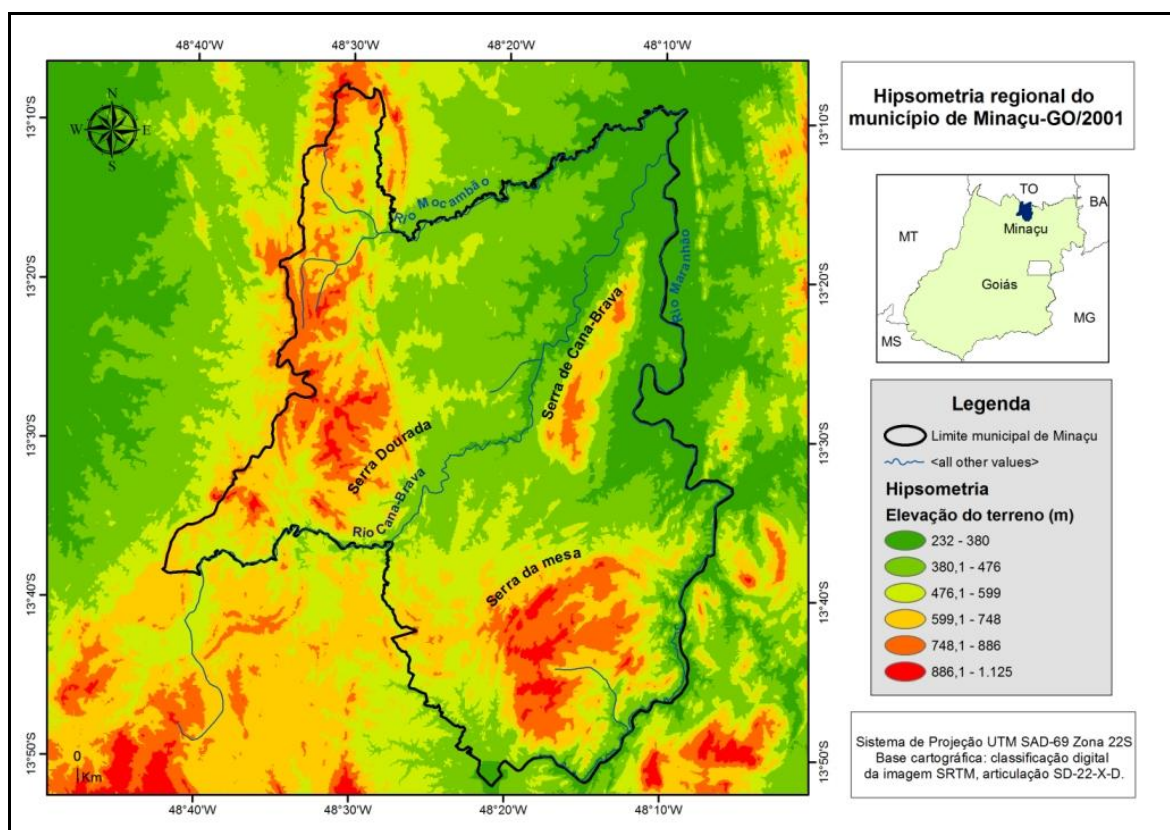 48°40'W
48°30'W
48°20'W
48°10'W
13°10'S
13°20'S
13°30'S
13°40'S
13°50'S
N
W
E
S
Rio Mocambão
Rio Maranhão
Serra de Cana-Brava
Serra Dourada
Rio Cana-Brava
Serra da mesa
0
Km
13°10'S
13°20'S
13°30'S
13°40'S
13°50'S
48°40'W
48°30'W
48°20'W
48°10'W
Hipsometria regional do
município de Minaçu-GO/2001
TO
BA
MT
Minaçu
Goiás
MG
MS
Legenda
Limite municipal de Minaçu
<all other values>
Hipsometria
Elevação do terreno (m)
232 - 380
380,1 - 476
476,1 - 599
599,1 - 748
748,1 - 886
886,1 - 1.125
Sistema de Projeção UTM SAD-69 Zona 22S
Base cartográfica: classificação digital
da imagem SRTM, articulação SD-22-X-D.